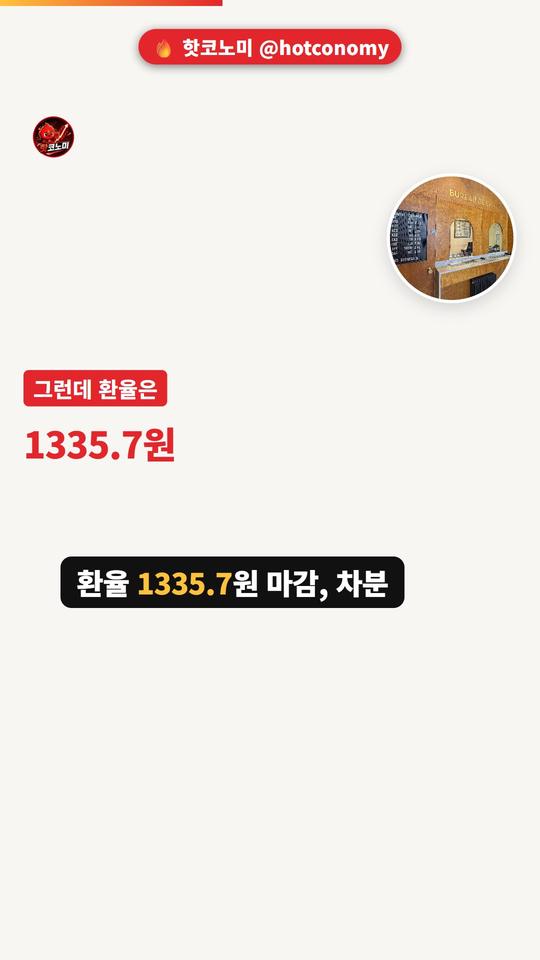 핫코노미 @hotconomy
핫코노미
그런데 환율은
1335.7원
환율 1335.7원 마감, 차분